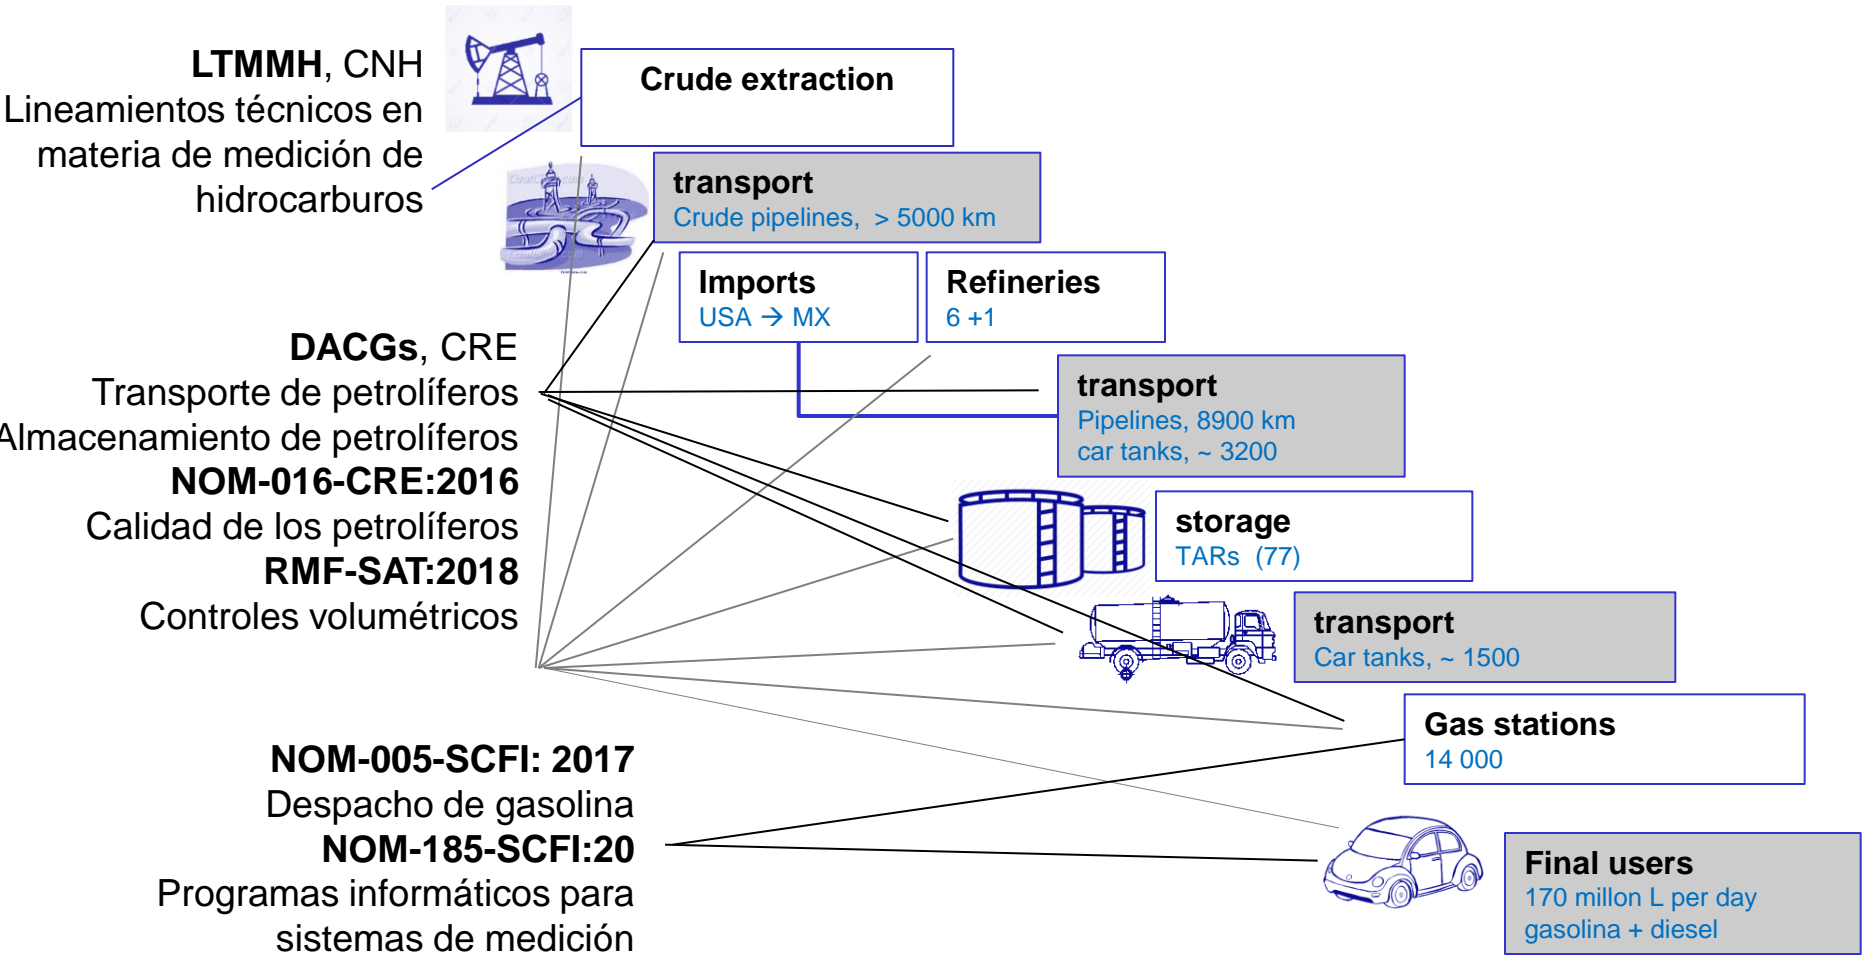 LTMMH, CNH
Lineamientos técnicos en
materia de medición de
hidrocarburos
Crude extraction
transport
Crude pipelines, > 5000 km
Imports
USA → MX
Refineries
6 +1
DACGs, CRE
Transporte de petrolíferos
Almacenamiento de petrolíferos
NOM-016-CRE:2016
Calidad de los petrolíferos
RMF-SAT:2018
Controles volumétricos
transport
Pipelines, 8900 km
car tanks, ~ 3200
storage
TARs (77)
transport
Car tanks, ~ 1500
Gas stations
14 000
NOM-005-SCFI: 2017
Despacho de gasolina
NOM-185-SCFI:20
Programas informáticos para
sistemas de medición
Final users
170 millon L per day
gasolina + diesel